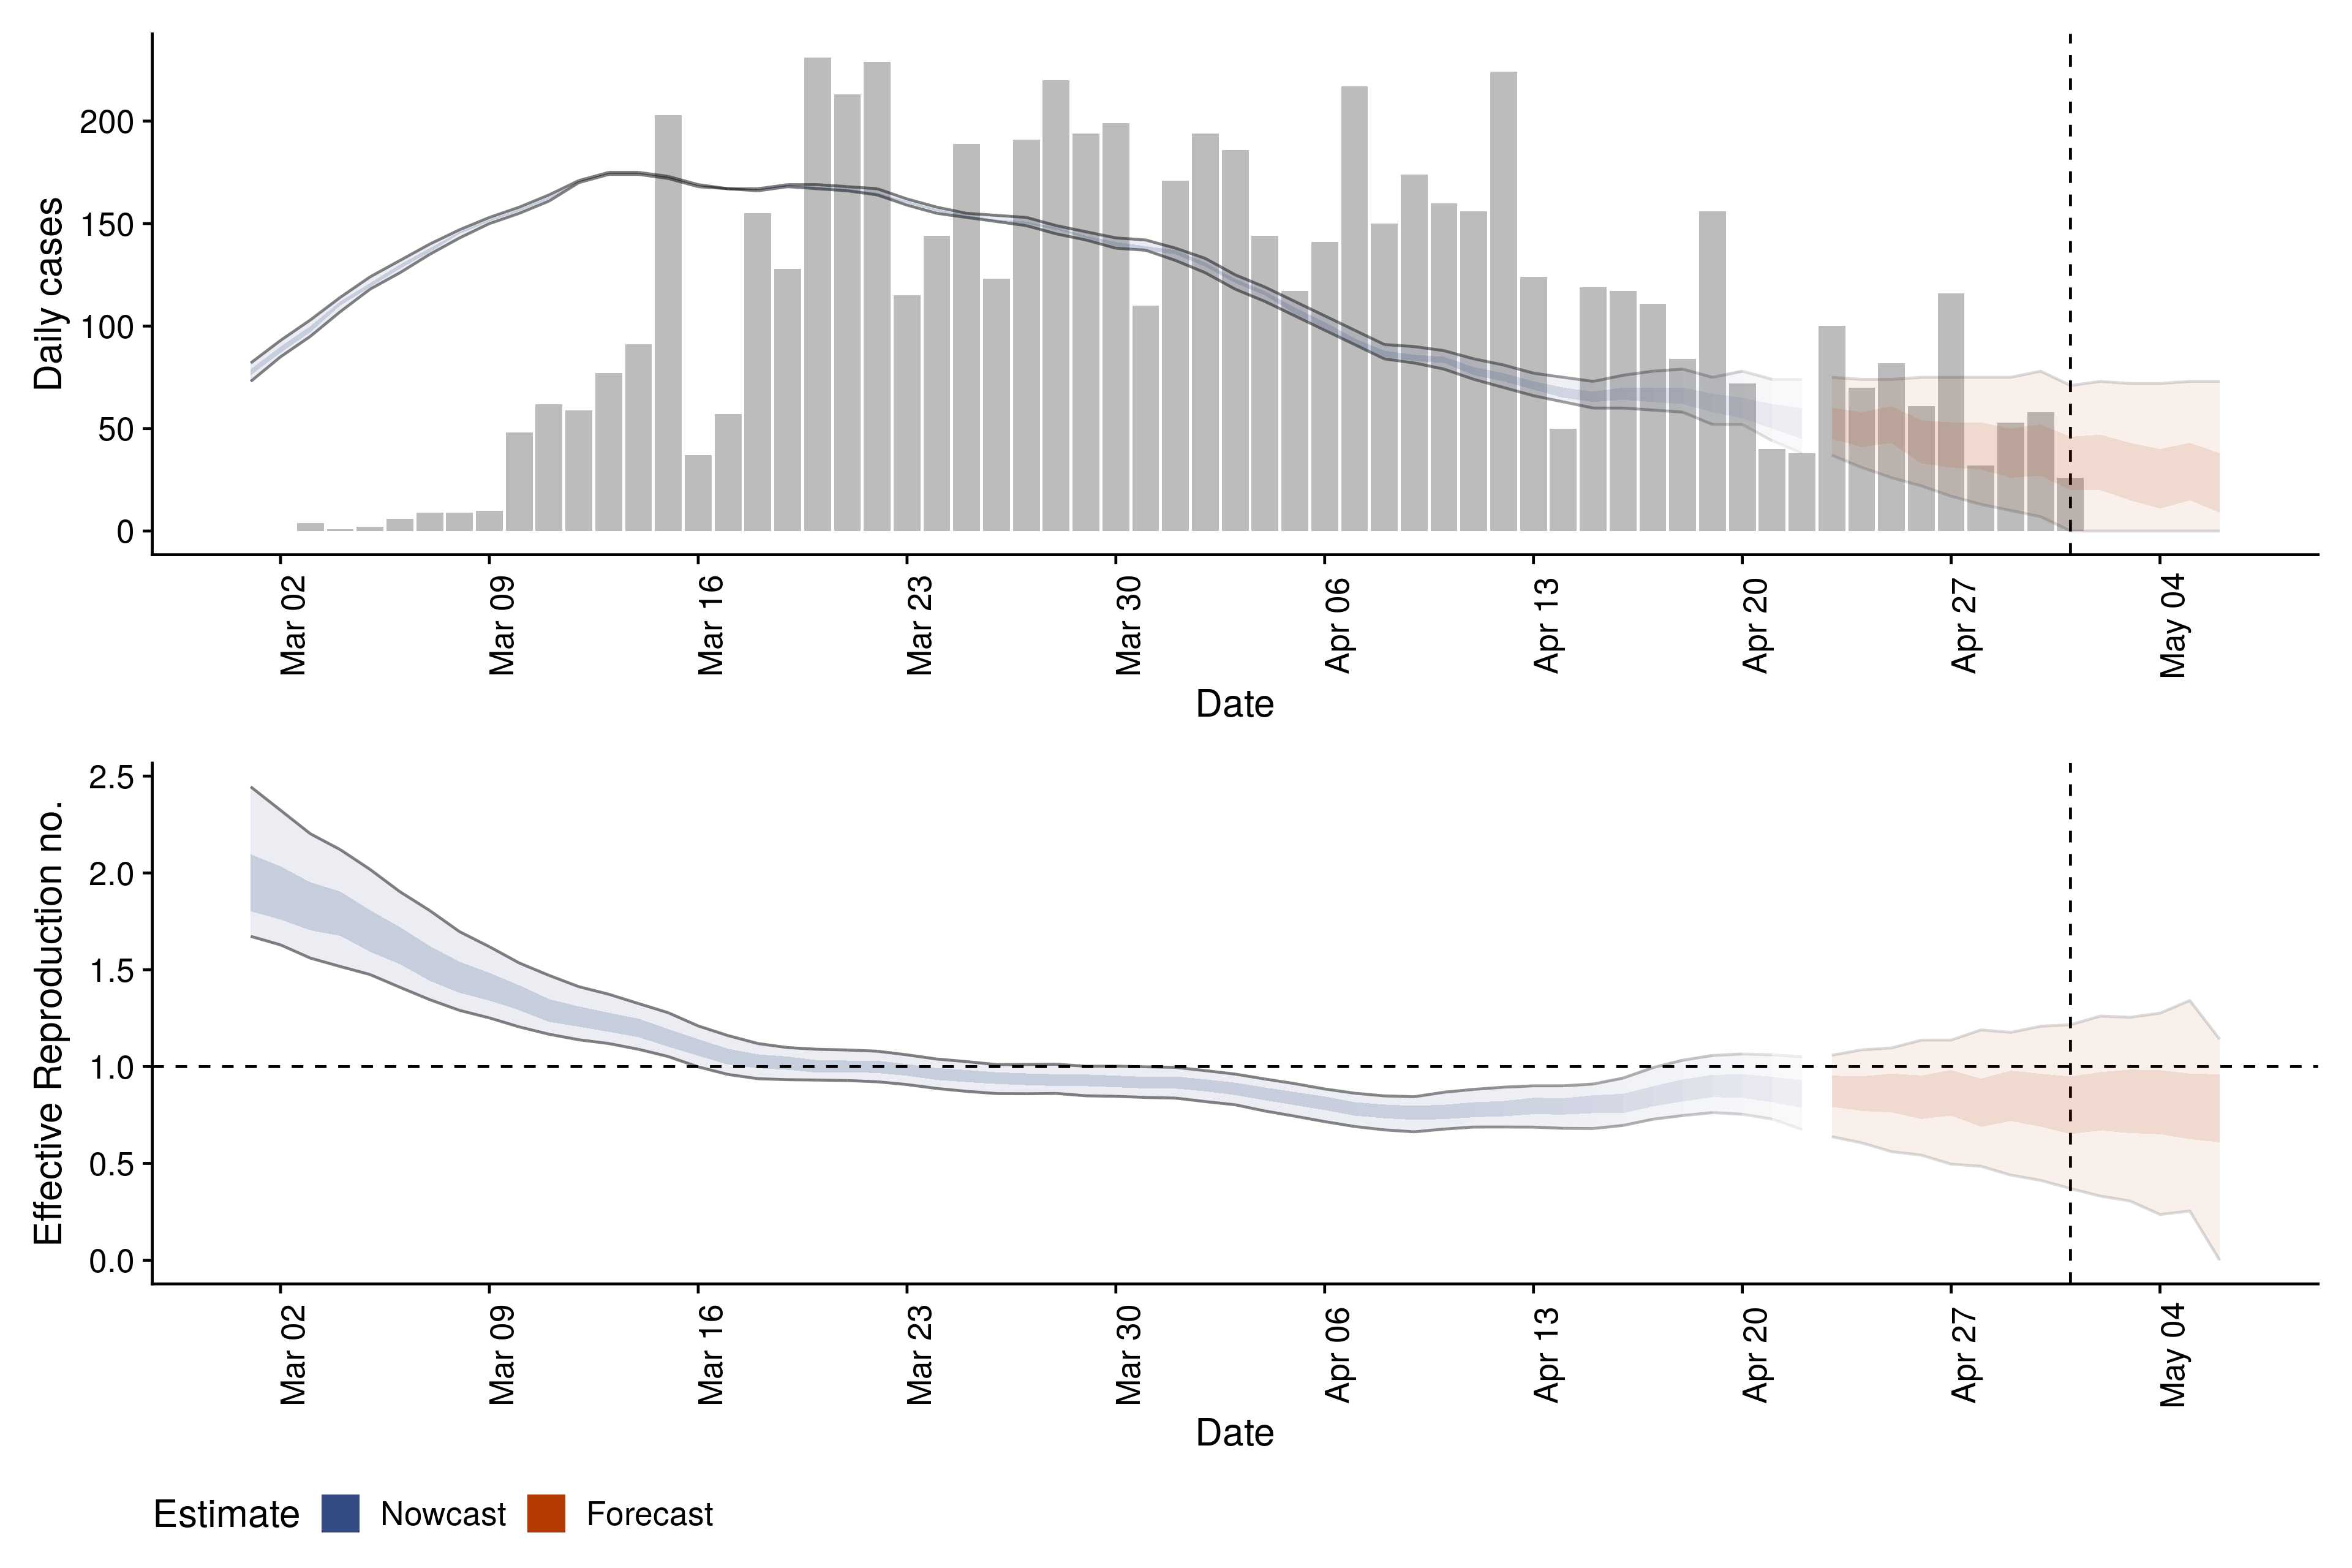 Daily cases
200
150
100
50
0
Mar 02
Mar 09
Mar 16
Mar 23
Mar 30
Apr 06
Apr 13
Apr 20
Apr 27
May 04
Date
Effective Reproduction no.
2.5
2.0
1.5
1.0
0.5
0.0
Mar 02
Mar 09
Mar 16
Mar 23
Mar 30
Apr 06
Apr 13
Apr 20
Apr 27
May 04
Date
Estimate Nowcast Forecast